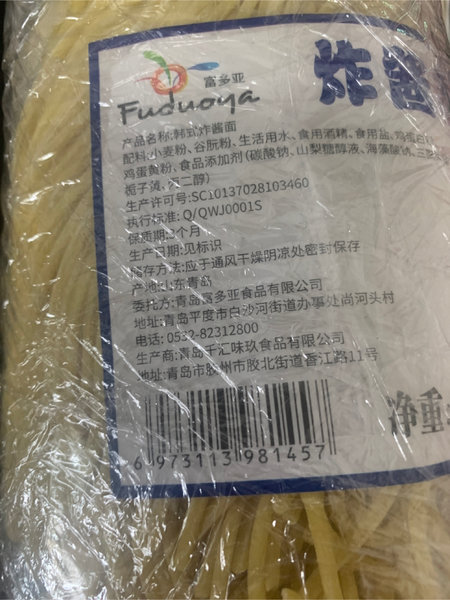 富多亚
Fuduoya
炸酱
产品名称:韩式炸酱面
配料:小麦粉、谷朊粉、生活用水、食用酒精、食用盐、鸡蛋白
鸡蛋黄粉、食品添加剂(碳酸钠、山梨糖醇液、海藻酸钠、
栀子黄、丙二醇)
生产许可号:SC10137028103460
执行标准: Q/QWJ0001S
保质期: 个月
生产日期:见标识
储存方法:应于通风干燥阴凉处密封保存
产地:山东青岛
委托方:青岛富多亚食品有限公司
地址:青岛平度市白沙河街道办事处尚河头村
电话: 0532-82312800
生产商:青岛千汇味玖食品有限公司
地址:青岛市胶州市胶北街道香江路11号
净重:
6 973113 981457